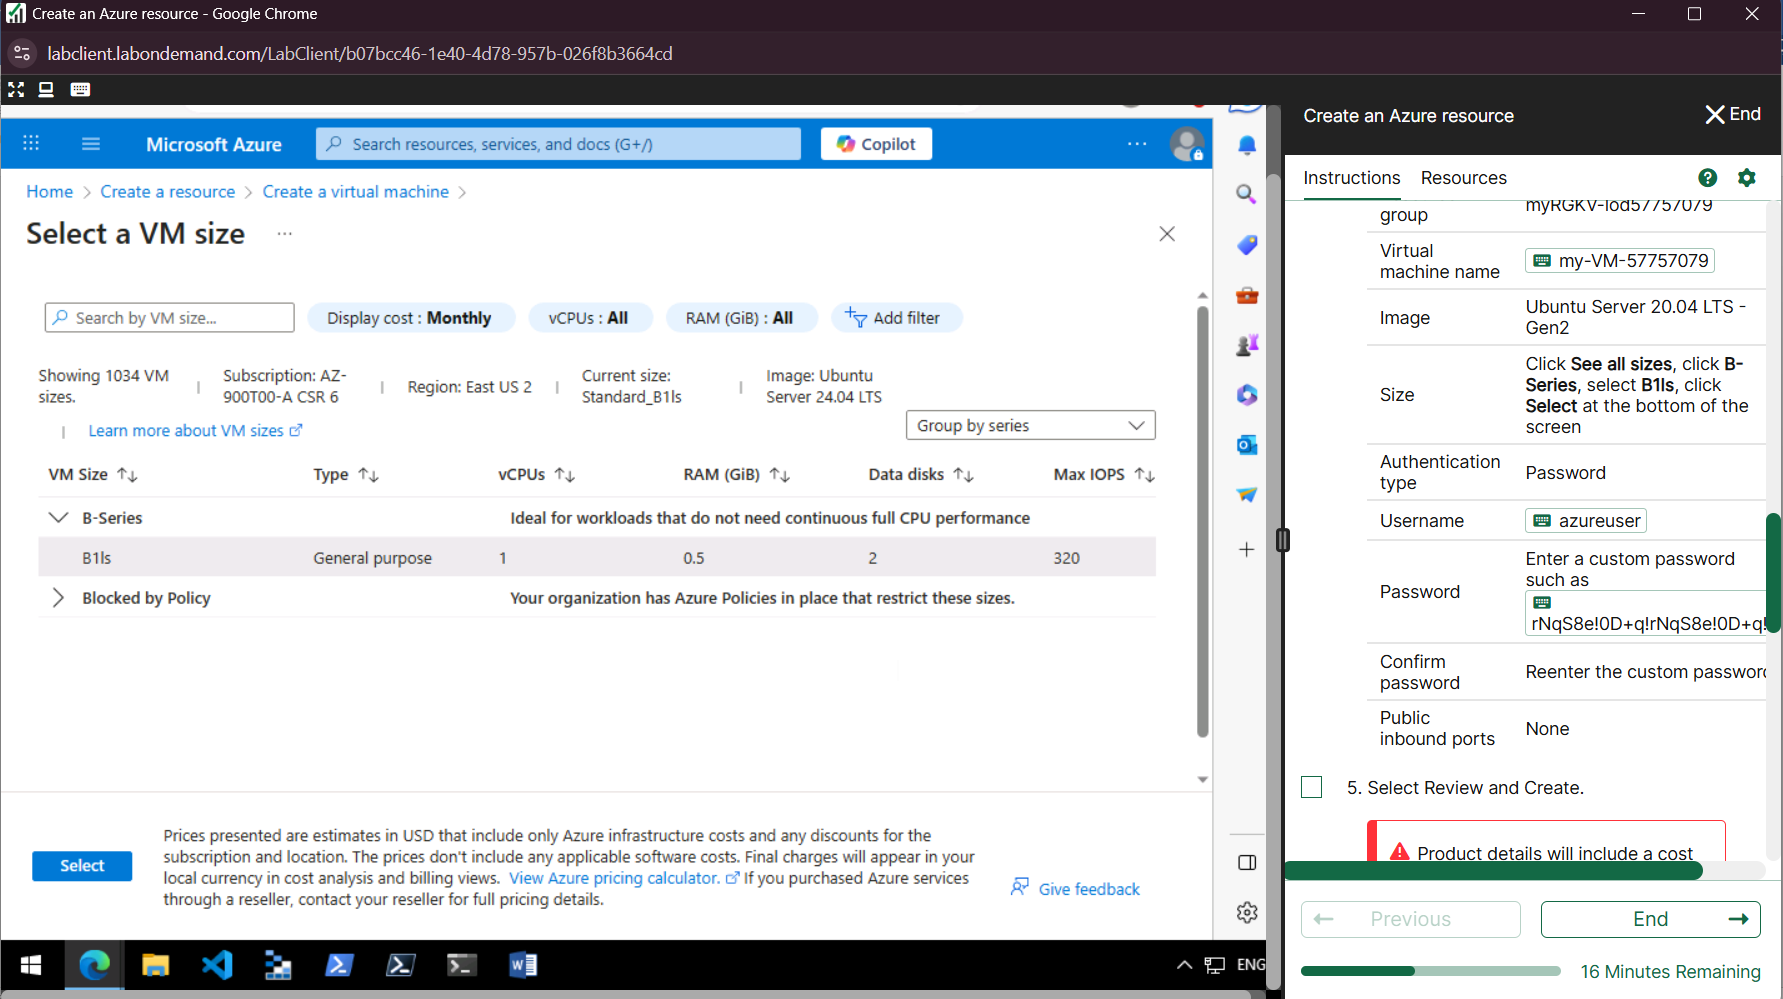 Create an Azure resource - Google Chrome
labclient.labondemand.com/LabClient/b07bcc46-1e40-4d78-957b-026f8b3664cd
Microsoft Azure
Search resources, services, and docs (G+/)
Copilot
Home > Create a resource > Create a virtual machine >
Select a VM size ...
Search by VM size...
Display cost : Monthly
vCPUs : All
RAM (GiB) : All
Add filter
Showing 1034 VM
sizes.
Subscription: AZ-
900T00-A CSR 6
Region: East US 2
Current size:
Standard_B1ls
Image: Ubuntu
Server 24.04 LTS
Learn more about VM sizes
Group by series
VM Size
Type
vCPUs
RAM (GiB)
Data disks
Max IOPS
B-Series
Ideal for workloads that do not need continuous full CPU performance
B1ls
General purpose
1
0.5
2
320
Blocked by Policy
Your organization has Azure Policies in place that restrict these sizes.
Select
Prices presented are estimates in USD that include only Azure infrastructure costs and any discounts for the
subscription and location. The prices don't include any applicable software costs. Final charges will appear in your
local currency in cost analysis and billing views. View Azure pricing calculator. If you purchased Azure services
through a reseller, contact your reseller for full pricing details.
Give feedback
ENG
Create an Azure resource
End
Instructions
Resources
group
myRGKV-lod57757079
Virtual
machine name
my-VM-57757079
Image
Ubuntu Server 20.04 LTS -
Gen2
Size
Click See all sizes, click B-
Series, select B1ls, click
Select at the bottom of the
screen
Authentication
type
Password
Username
azureuser
Password
Enter a custom password
such as
rNqS8e!0D+q!rNqS8e!0D+q!
Confirm
password
Reenter the custom password
Public
inbound ports
None
5. Select Review and Create.
Product details will include a cost
Previous
End
16 Minutes Remaining